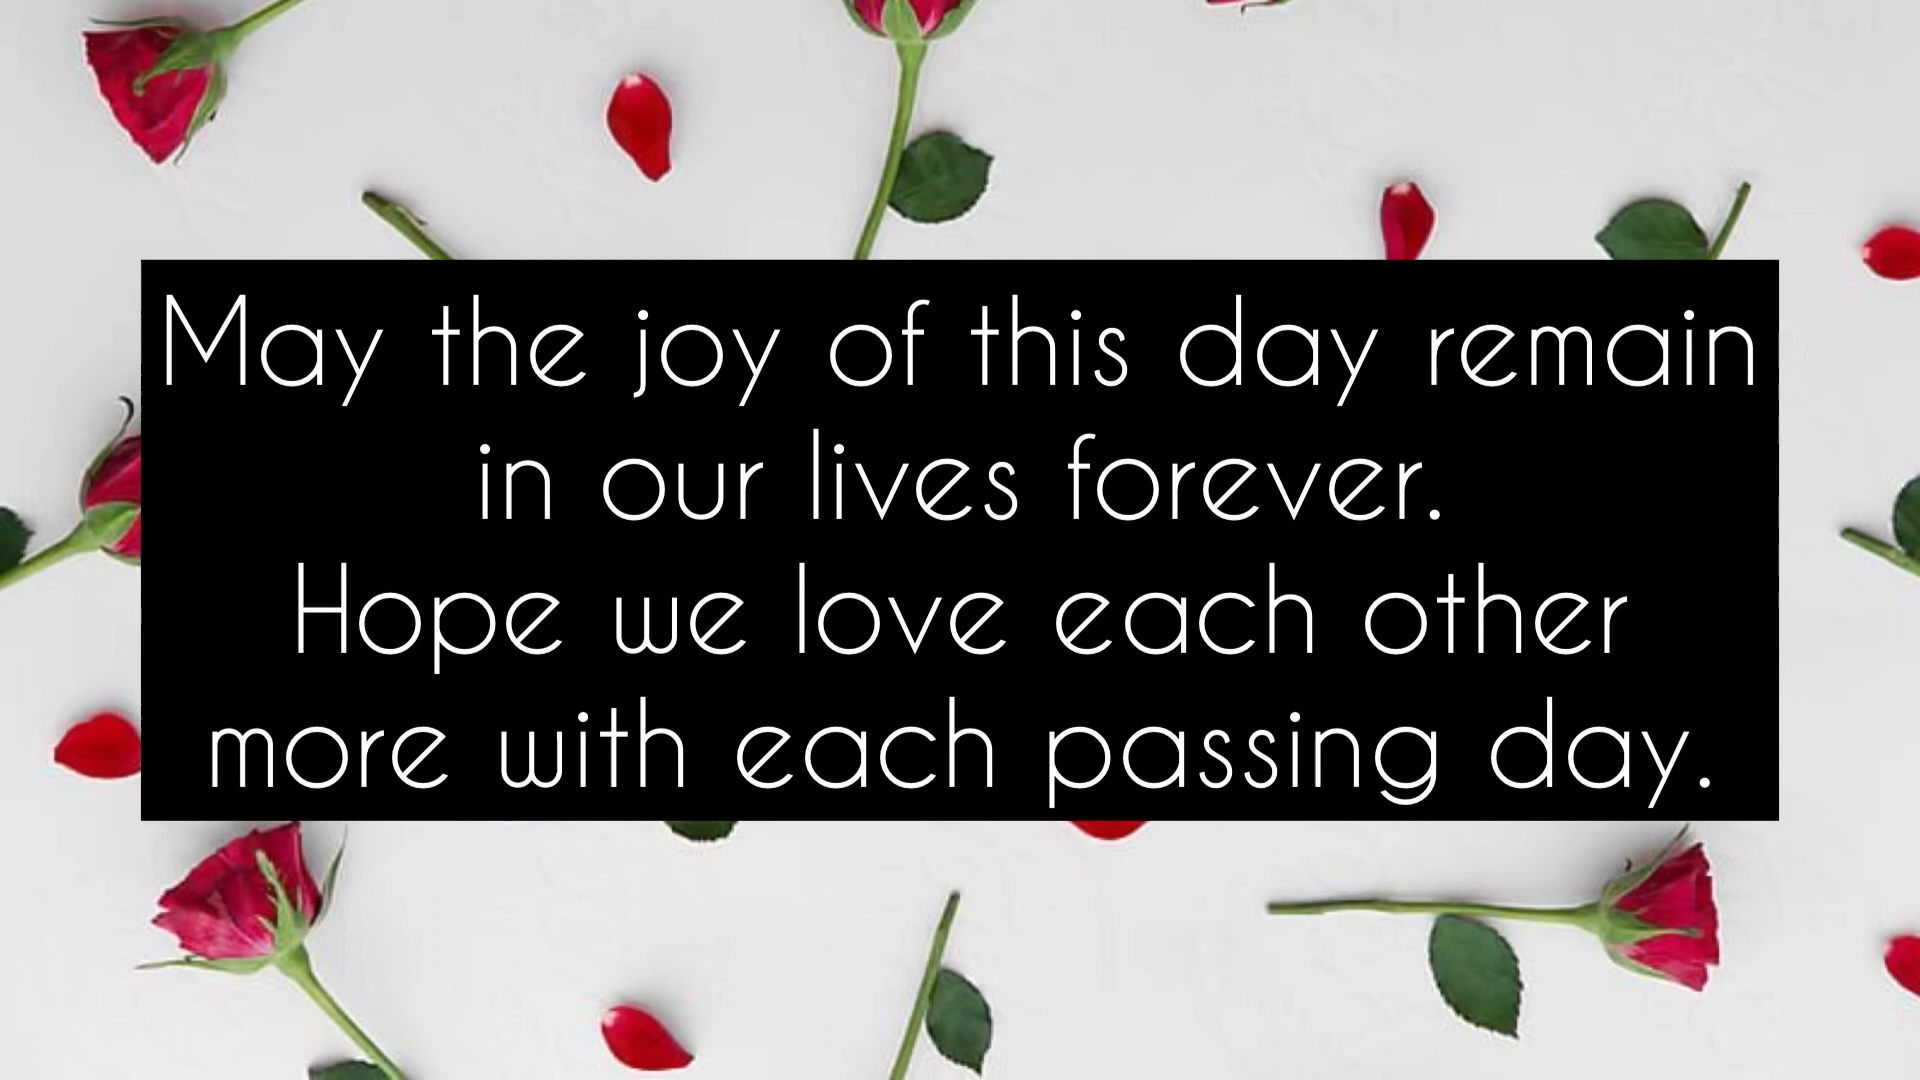 May the joy of this day remain
in our lives forever.
Hope we love each other
more with each passing day.